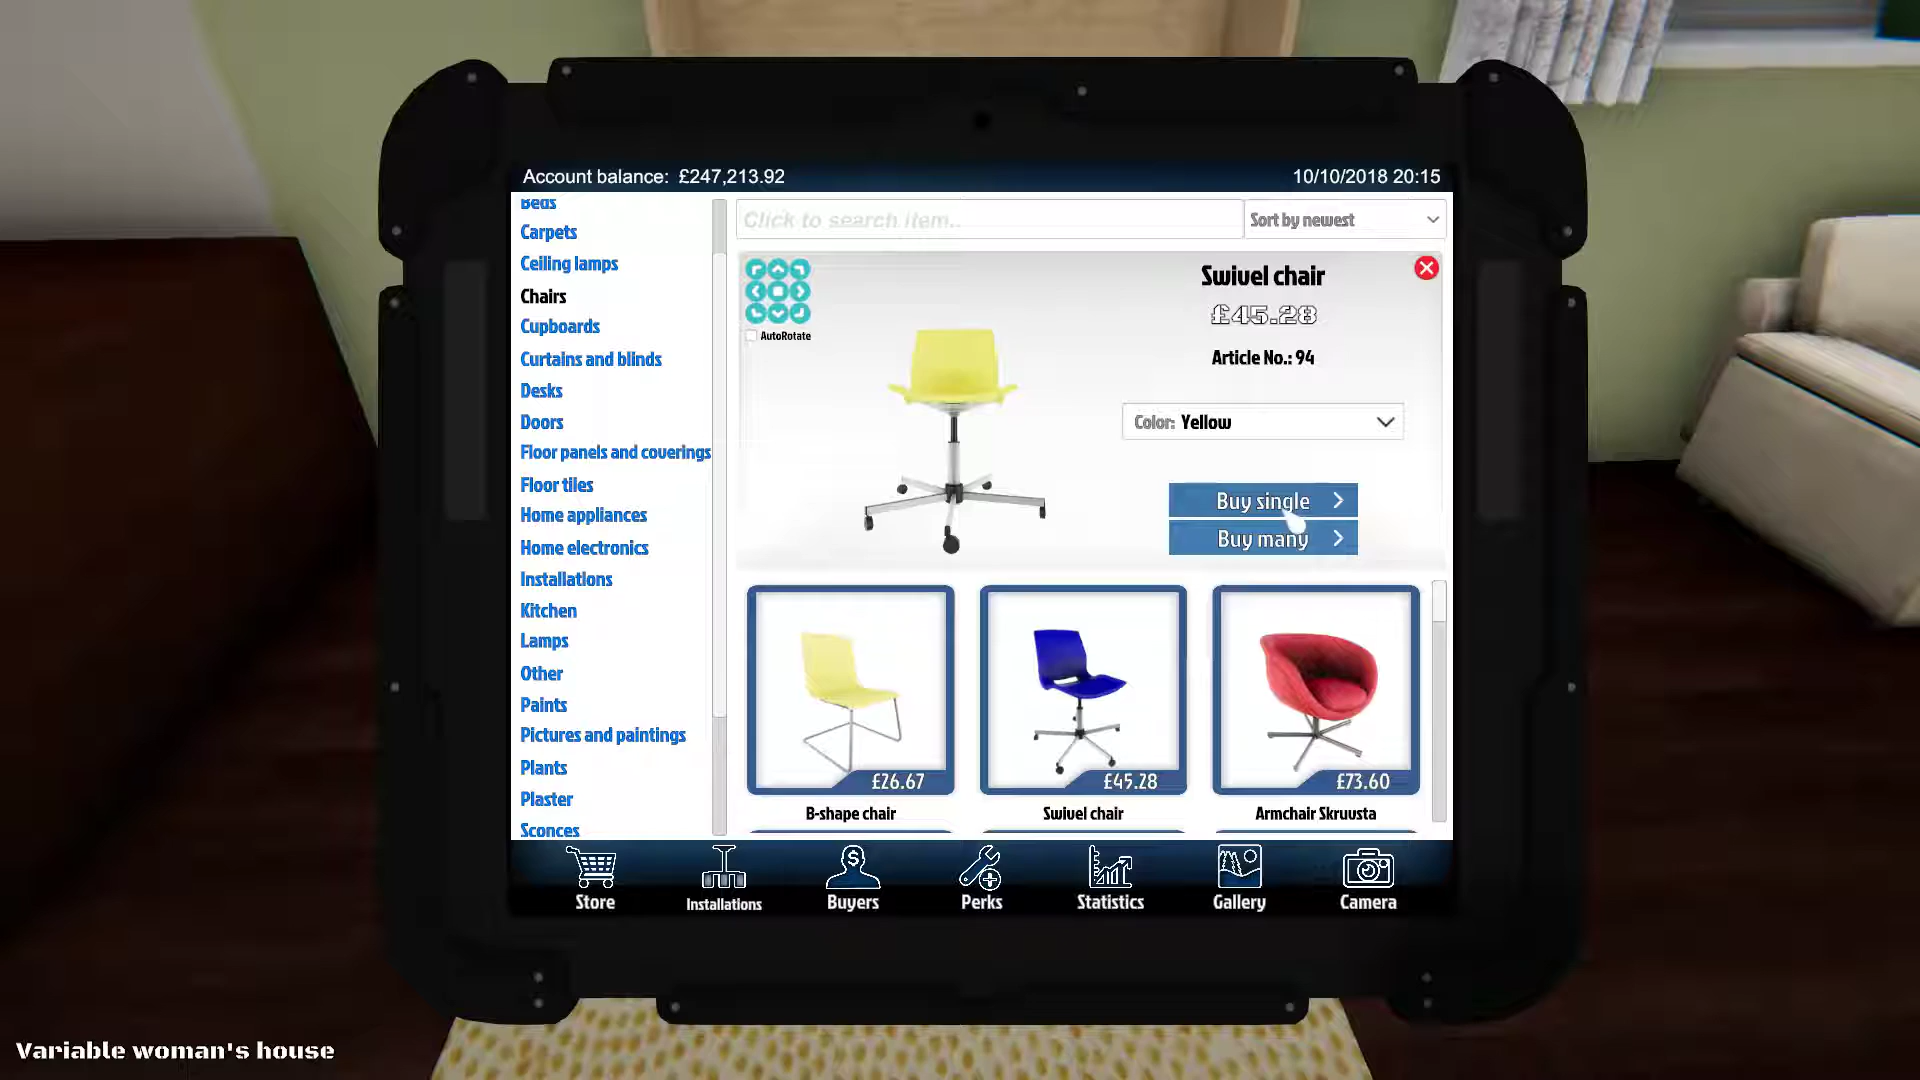 Account balance: £247,213.92
10/10/2018 20:15
Beds
Carpets
Ceiling lamps
Chairs
Cupboards
Curtains and blinds
Desks
Doors
Floor panels and coverings
Floor tiles
Home appliances
Home electronics
Installations
Kitchen
Lamps
Other
Paints
Pictures and paintings
Plants
Plaster
Sconces
Click to search item..
Sort by newest
AutoRotate
Swivel chair
£45.28
Article No.: 94
Color: Yellow
Buy single
Buy many
£26.67
£45.28
£73.60
B-shape chair
Swivel chair
Armchair Skruvsta
Store
Installations
Buyers
Perks
Statistics
Gallery
Camera
Variable woman's house